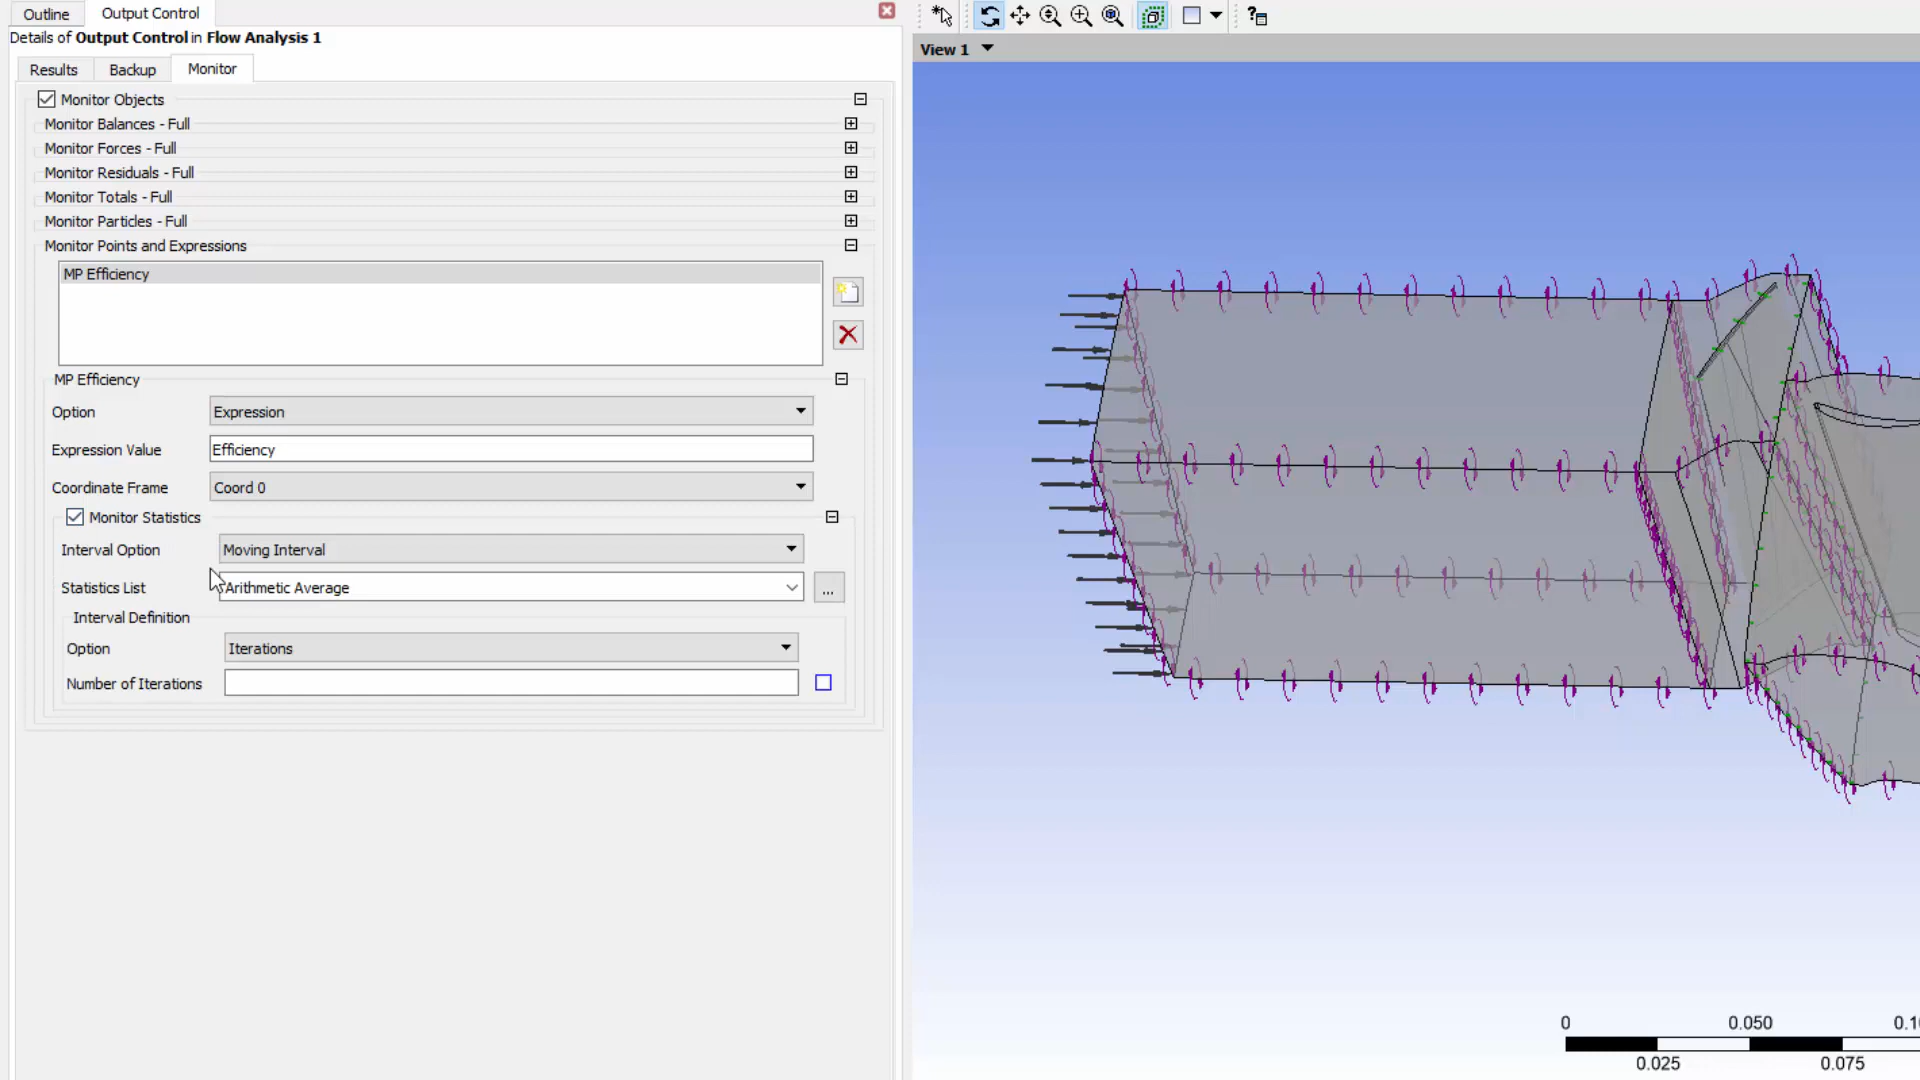 Outline
Output Control
Details of Output Control in Flow Analysis 1
Results
Backup
Monitor
Monitor Objects
Monitor Balances - Full
Monitor Forces - Full
Monitor Residuals - Full
Monitor Totals - Full
Monitor Particles - Full
Monitor Points and Expressions
MP Efficiency
MP Efficiency
Option
Expression
Expression Value
Efficiency
Coordinate Frame
Coord 0
Monitor Statistics
Interval Option
Moving Interval
Statistics List
Arithmetic Average
...
Interval Definition
Option
Iterations
Number of Iterations
View 1
0
0.050
0.10
0.025
0.075